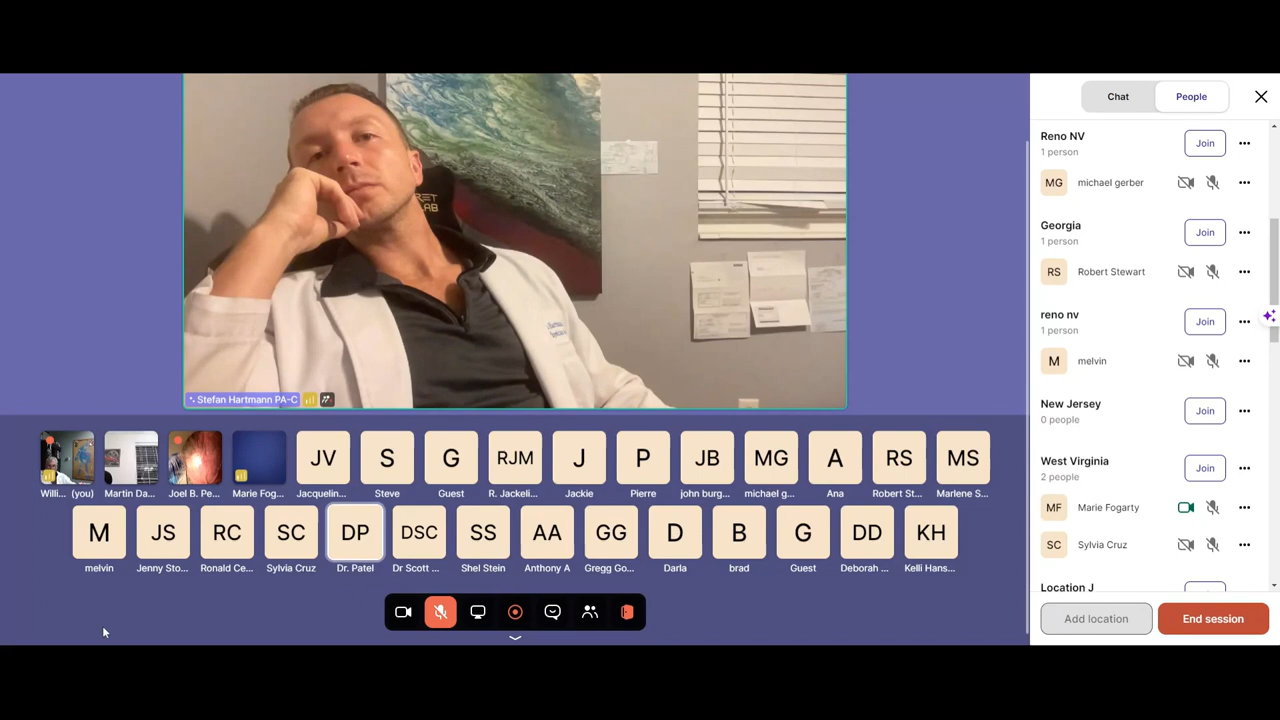 Chat
People
Reno NV
1 person
Join
MG
michael gerber
Georgia
1 person
Join
RS
Robert Stewart
reno nv
1 person
Join
M
melvin
New Jersey
0 people
Join
West Virginia
2 people
Join
MF
Marie Fogarty
SC
Sylvia Cruz
Location J
Join
Add location
End session
Stefan Hartmann PA-C
JV
S
G
RJM
J
P
JB
MG
A
RS
MS
Willi... (you)
Martin Da...
Joel B. Pe...
Marie Fog...
Jacquelin...
Steve
Guest
R. Jackeli...
Jackie
Pierre
john burg...
michael g...
Ana
Robert St...
Marlene S...
M
JS
RC
SC
DP
DSC
SS
AA
GG
D
B
G
DD
KH
melvin
Jenny Sto...
Ronald Ce...
Sylvia Cruz
Dr. Patel
Dr Scott ...
Shel Stein
Anthony A
Gregg Go...
Darla
brad
Guest
Deborah ...
Kelli Hans...